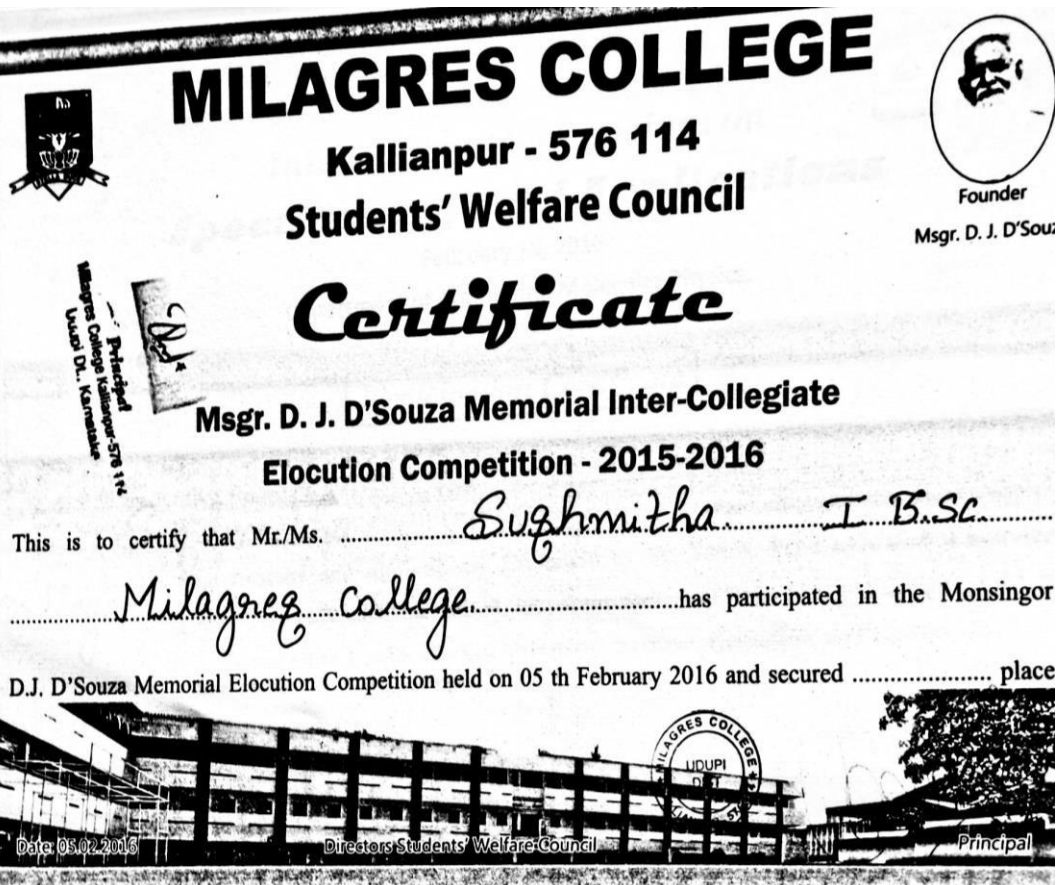 MILAGRES COLLEGE
Kallianpur - 576 114
Students' Welfare Council
Founder
Msgr. D. J. D'Souz
Certificate
Principal
Milagres College Kallianpur-576 114
Udupi Dt. Karnataka
Msgr. D. J. D'Souza Memorial Inter-Collegiate
Elocution Competition - 2015-2016
This is to certify that Mr./Ms. Sushmitha I B.Sc.
Milagres College. has participated in the Monsingor
D.J. D'Souza Memorial Elocution Competition held on 05 th February 2016 and secured ...................... place
MILAGRES COLLEGE
UDUPI
DIST
Date: 05.02.2016 Directors Students' Welfare Council Principal